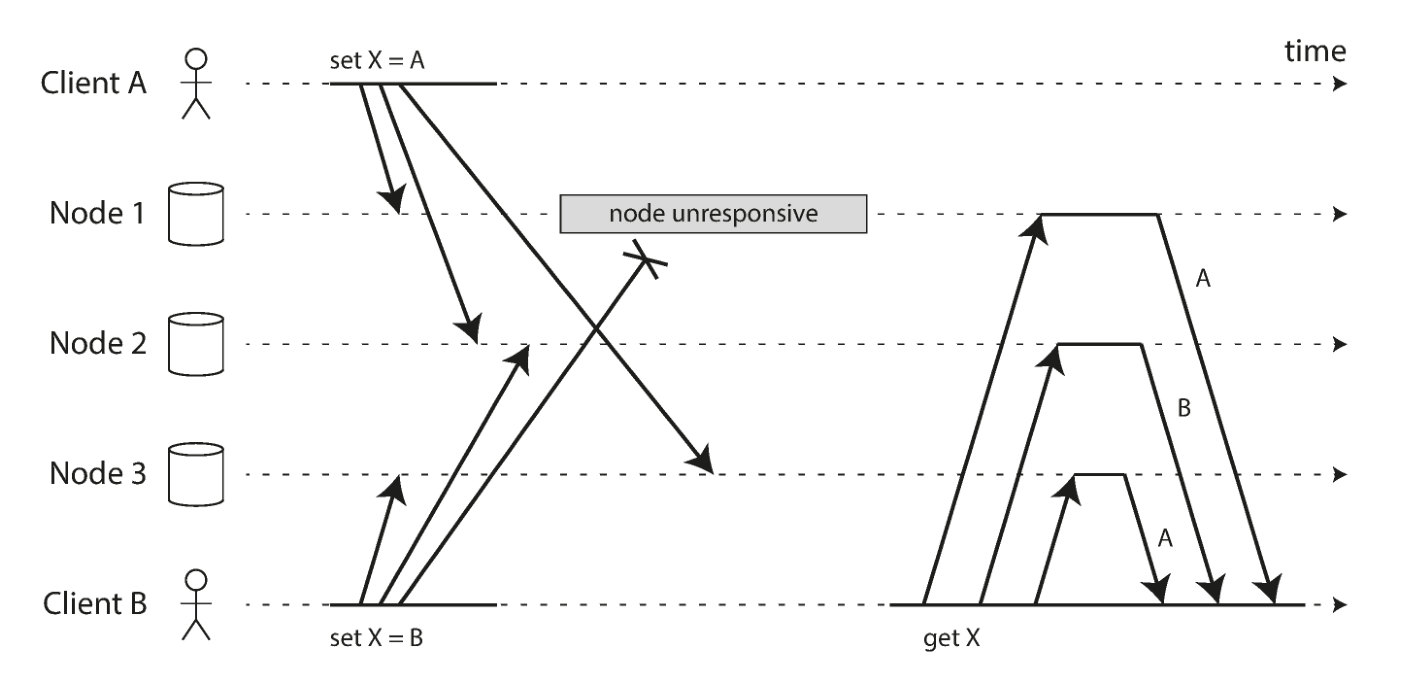 time
set X = A
Client A
Node 1
node unresponsive
A
Node 2
B
Node 3
A
Client B
set X = B
get X